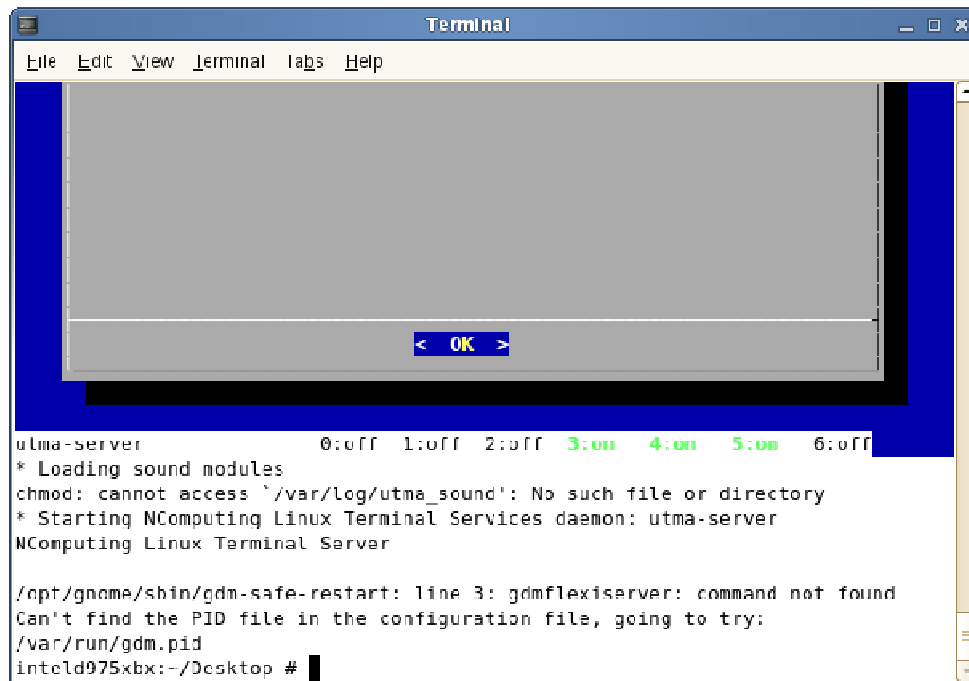 Terminal
File Edit View Terminal Tabs Help
< OK >
utma-server 0:off 1:off 2:off 3:on 4:on 5:on 6:off
* Loading sound modules
chmod: cannot access `/var/log/utma_sound': No such file or directory
* Starting NComputing Linux Terminal Services daemon: utma-server
NComputing Linux Terminal Server
/opt/gnome/sbin/gdm-safe-restart: line 3: gdmflexiserver: command not found
Can't find the PID file in the configuration file, going to try:
/var/run/gdm.pid
inteld975xbx:~/Desktop #